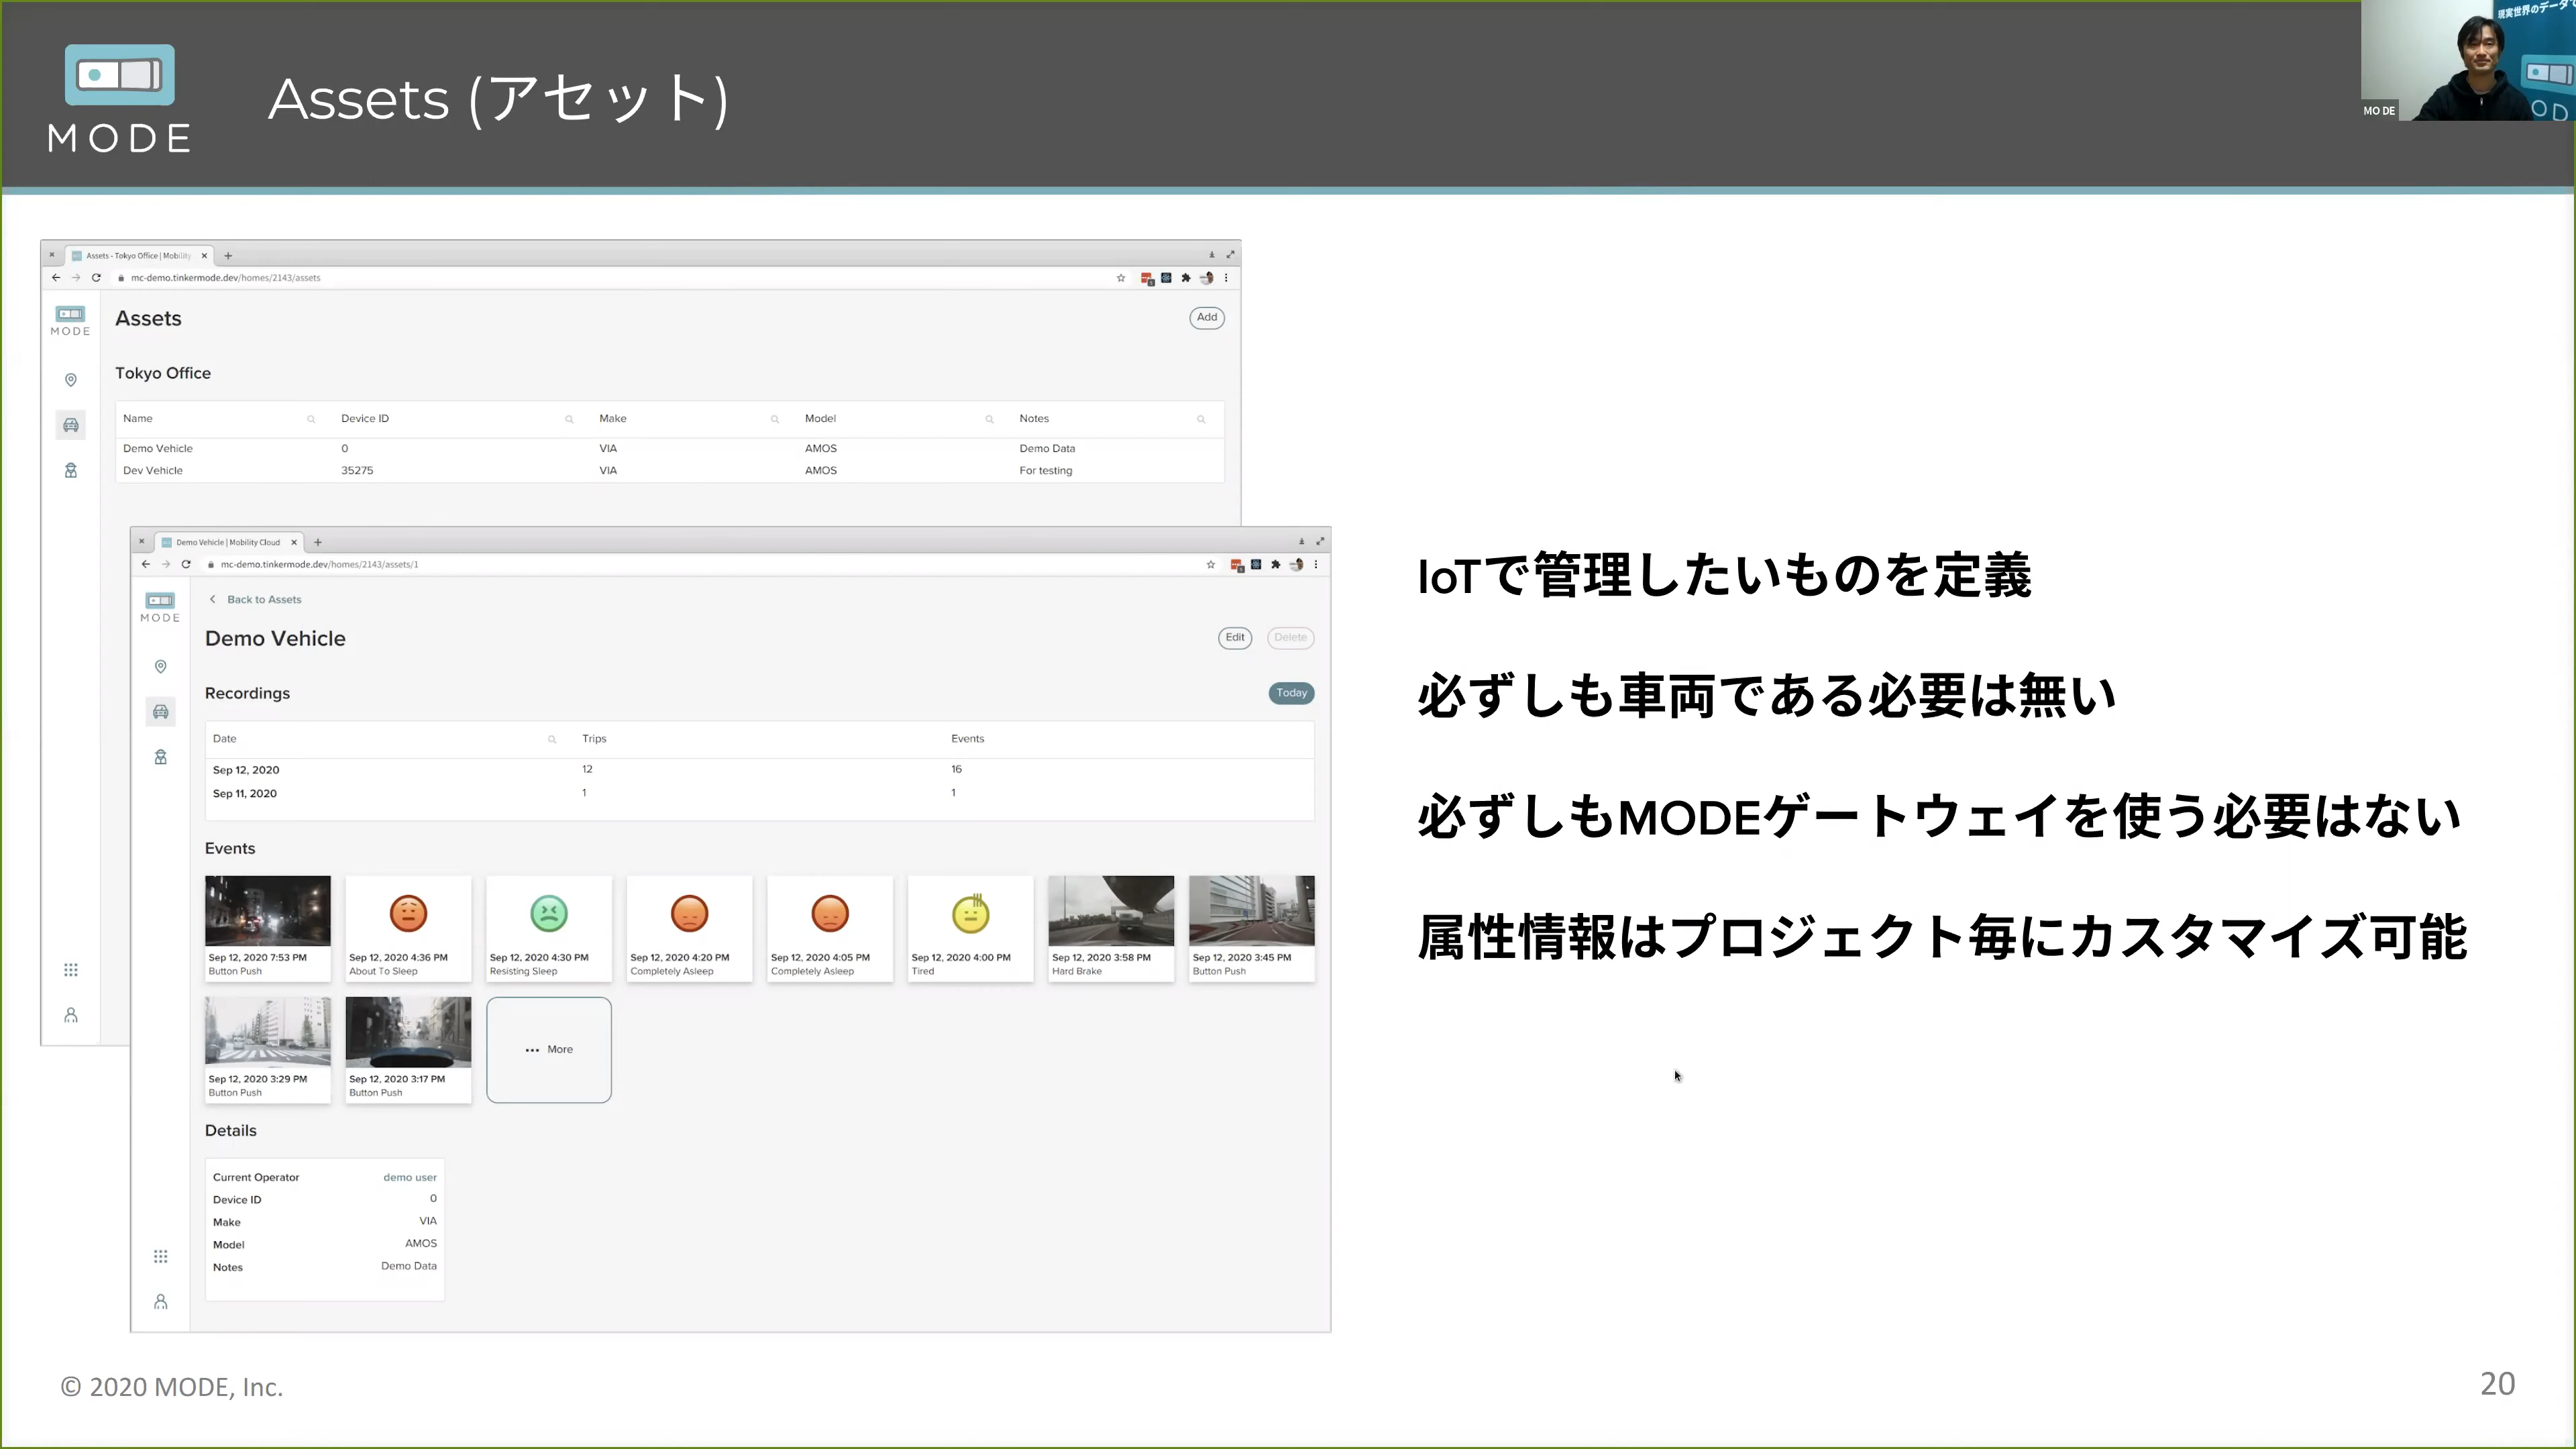 MODE
Assets (アセット)
現実世界のデータで
MO DE
OD
Assets - Tokyo Office | Mobility
mc-demo.tinkermode.dev/homes/2143/assets
MODE
Assets
Add
Tokyo Office
Name Device ID Make Model Notes
Demo Vehicle 0 VIA AMOS Demo Data
Dev Vehicle 35275 VIA AMOS For testing
Demo Vehicle | Mobility Cloud
mc-demo.tinkermode.dev/homes/2143/assets/1
MODE
Back to Assets
Demo Vehicle
Edit Delete
Recordings
Today
Date Trips Events
Sep 12, 2020 12 16
Sep 11, 2020 1 1
Events
Sep 12, 2020 7:53 PM
Button Push
Sep 12, 2020 4:36 PM
About To Sleep
Sep 12, 2020 4:30 PM
Resisting Sleep
Sep 12, 2020 4:20 PM
Completely Asleep
Sep 12, 2020 4:05 PM
Completely Asleep
Sep 12, 2020 4:00 PM
Tired
Sep 12, 2020 3:58 PM
Hard Brake
Sep 12, 2020 3:45 PM
Button Push
Sep 12, 2020 3:29 PM
Button Push
Sep 12, 2020 3:17 PM
Button Push
••• More
Details
Current Operator demo user
Device ID 0
Make VIA
Model AMOS
Notes Demo Data
IoTで管理したいものを定義
必ずしも車両である必要は無い
必ずしもMODEゲートウェイを使う必要はない
属性情報はプロジェクト毎にカスタマイズ可能
© 2020 MODE, Inc.
20